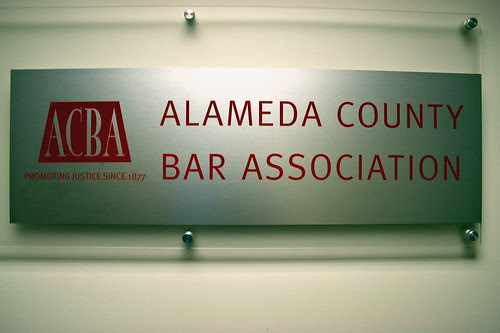 ACBA
PROMOTING JUSTICE SINCE 1877
ALAMEDA COUNTY
BAR ASSOCIATION